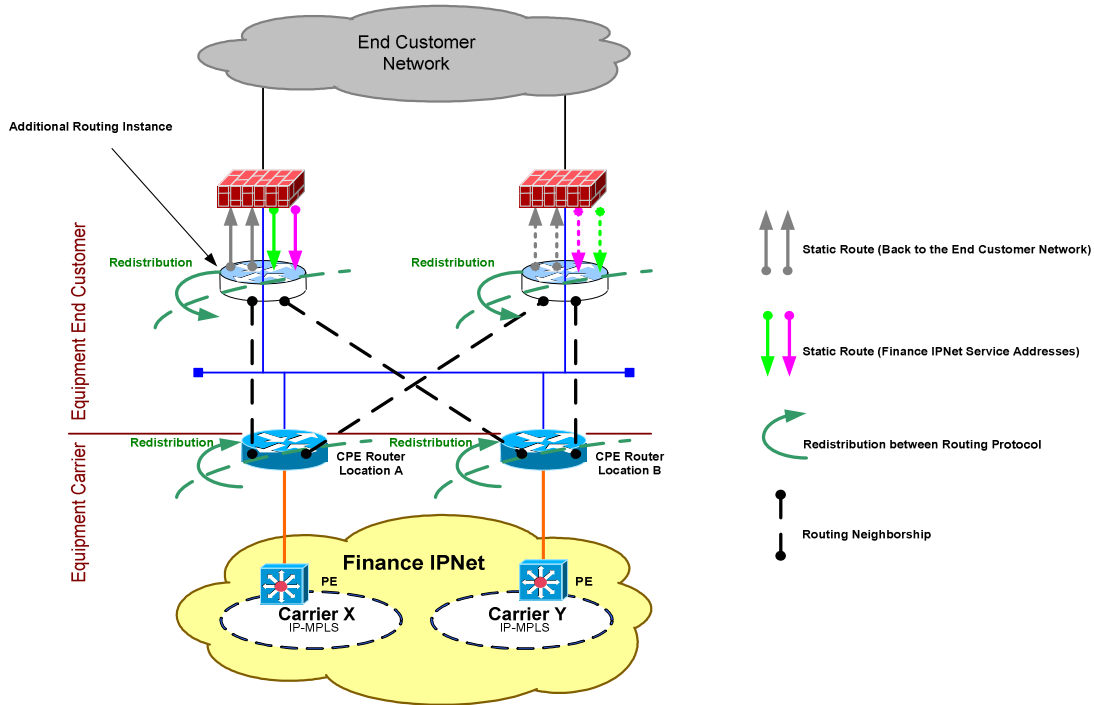 End Customer
Network
Additional Routing Instance
Redistribution
Redistribution
Equipment End Customer
Static Route (Back to the End Customer Network)
Static Route (Finance IPNet Service Addresses)
Redistribution
Redistribution
Redistribution between Routing Protocol
CPE Router
Location A
CPE Router
Location B
Equipment Carrier
Routing Neighborship
Finance IPNet
PE
PE
Carrier X
IP-MPLS
Carrier Y
IP-MPLS